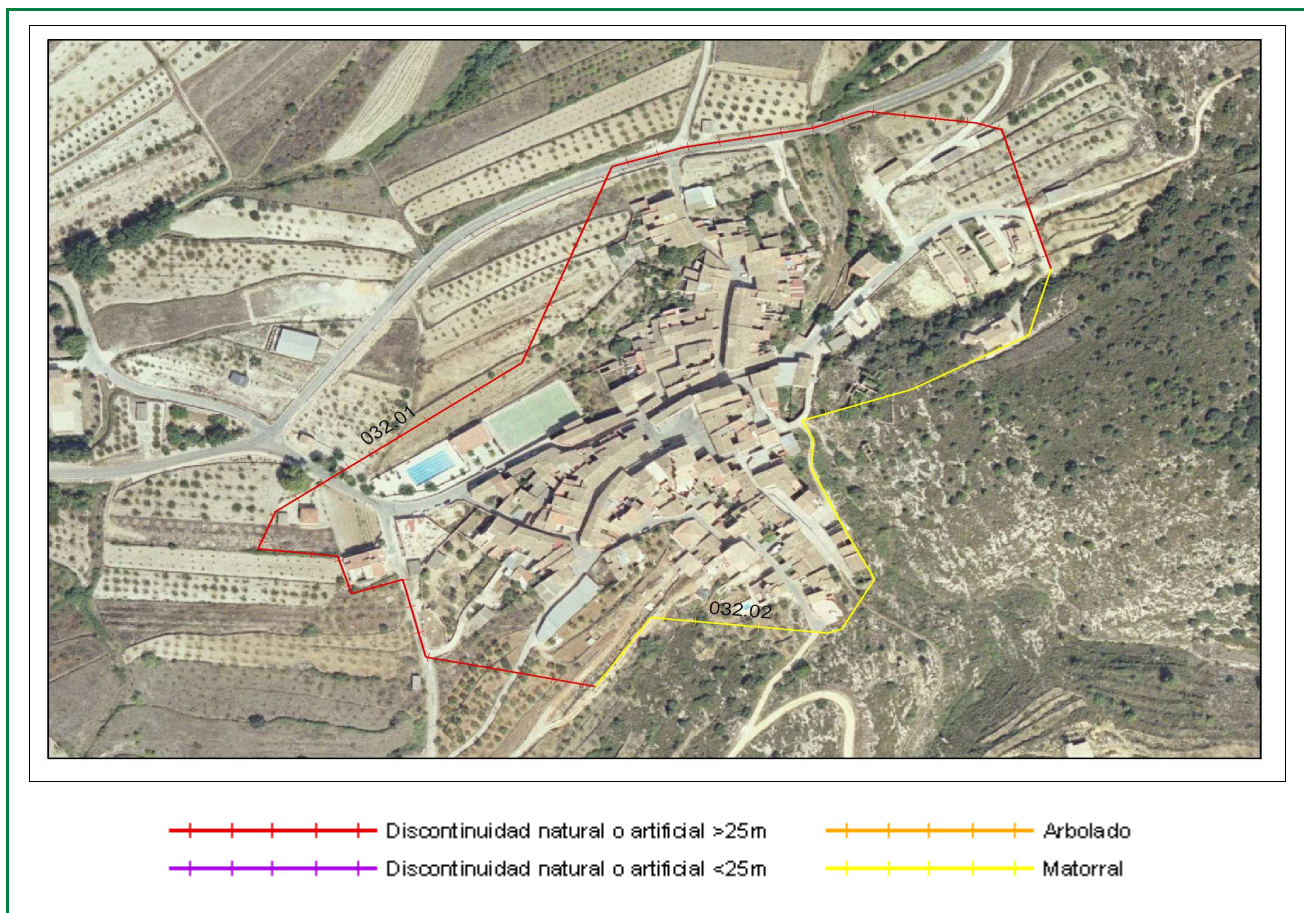 032.01
032.02
Discontinuidad natural o artificial >25m
Arbolado
Discontinuidad natural o artificial <25m
Matorral